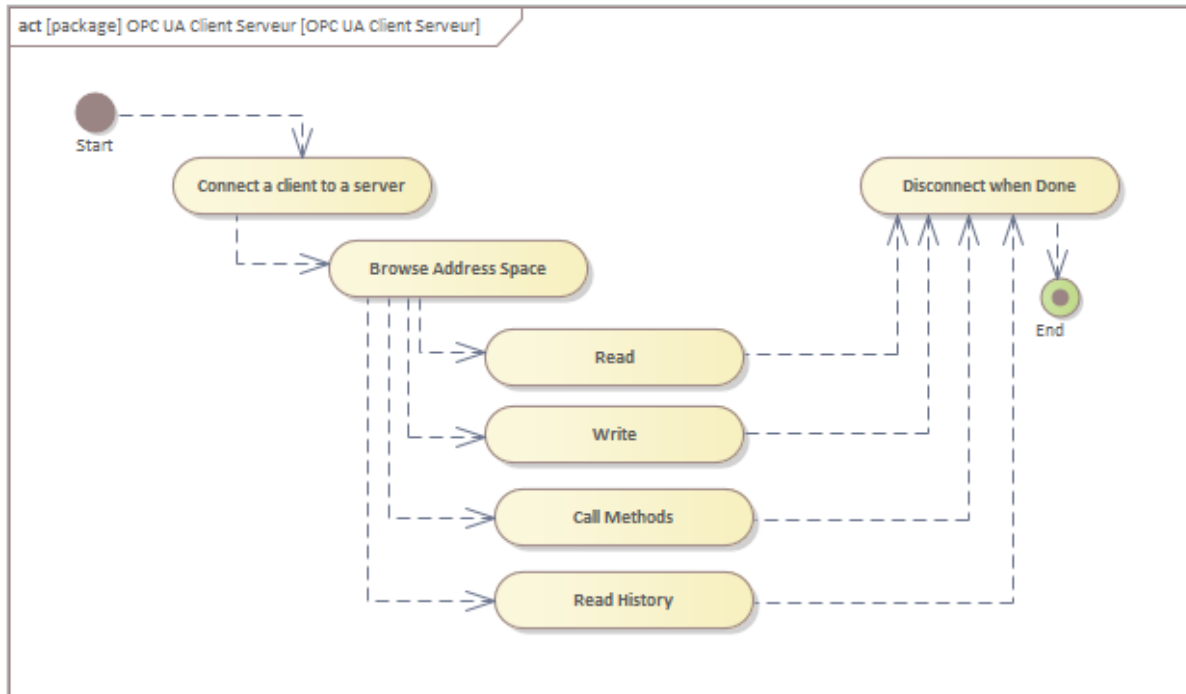 act [package] OPC UA Client Serveur [OPC UA Client Serveur]
Start
Connect a client to a server
Disconnect when Done
Browse Address Space
End
Read
Write
Call Methods
Read History